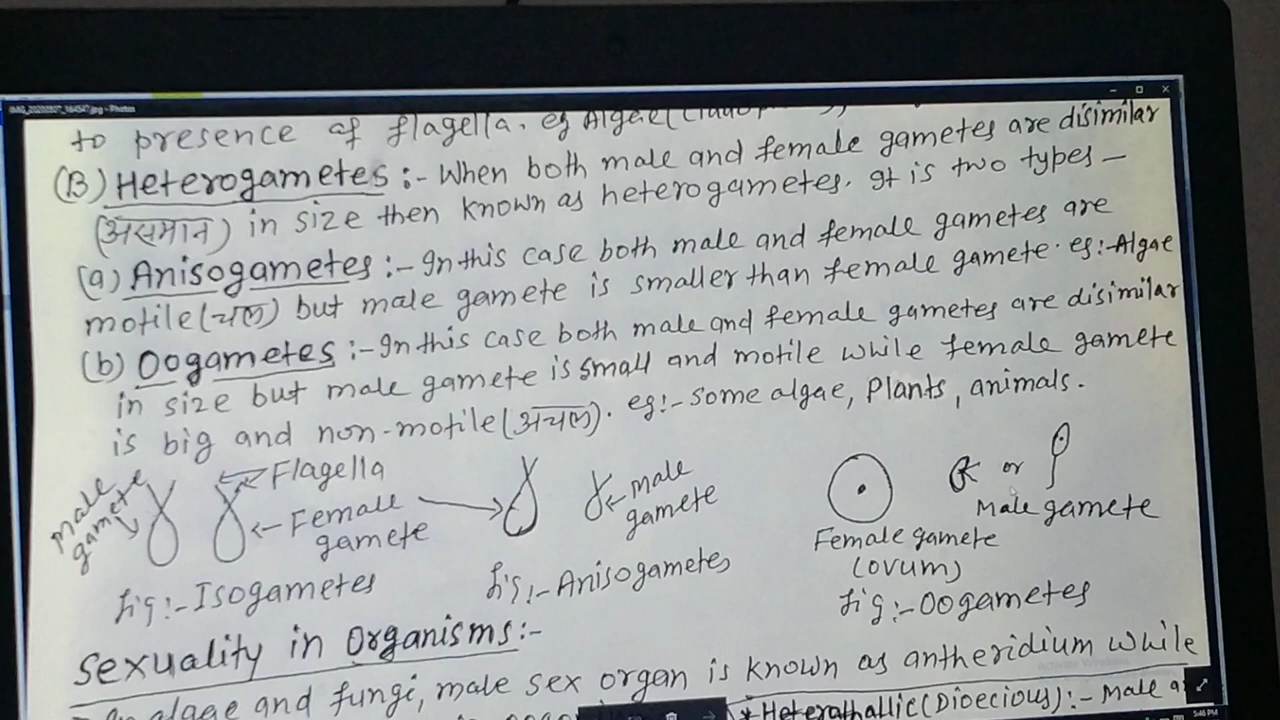 to presence of flagella. eg Algae(
(B) Heterogametes :- When both male and female gametes are disimilar
(असमान) in size then known as heterogametes. It is two types -
(a) Anisogametes :- In this case both male and female gametes are
motile(चल) but male gamete is smaller than female gamete. eg:- Algae
(b) Oogametes :- In this case both male and female gametes are disimilar
in size but male gamete is small and motile while female gamete
is big and non-motile(अचल). eg:- some algae, Plants, animals.
Male gamete
Flagella
Female gamete
fig:- Isogametes
male gamete
fig:- Anisogametes
Female gamete
(ovum)
or
Male gamete
fig:- Oogametes
Sexuality in Organisms:-
algae and fungi, male sex organ is known as antheridium while
* Heterothallic(Dioecious):- Male
5:46 PM